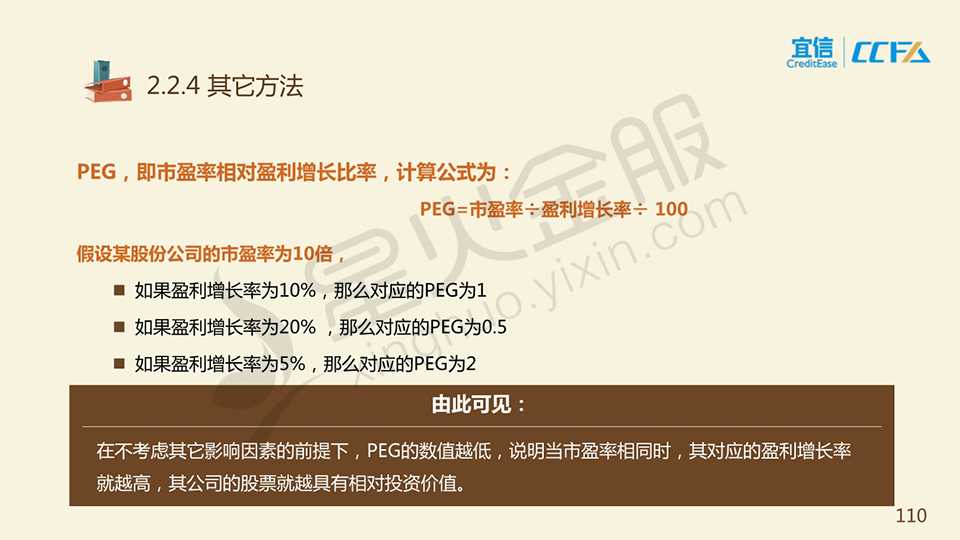 宜信
CreditEase
CCFA
2.2.4 其它方法
PEG，即市盈率相对盈利增长比率，计算公式为：
PEG=市盈率÷盈利增长率÷ 100
假设某股份公司的市盈率为10倍，
■ 如果盈利增长率为10%，那么对应的PEG为1
■ 如果盈利增长率为20% ，那么对应的PEG为0.5
■ 如果盈利增长率为5%，那么对应的PEG为2
星火金服
xinghuo.yixin.com
由此可见：
在不考虑其它影响因素的前提下，PEG的数值越低，说明当市盈率相同时，其对应的盈利增长率
就越高，其公司的股票就越具有相对投资价值。
110